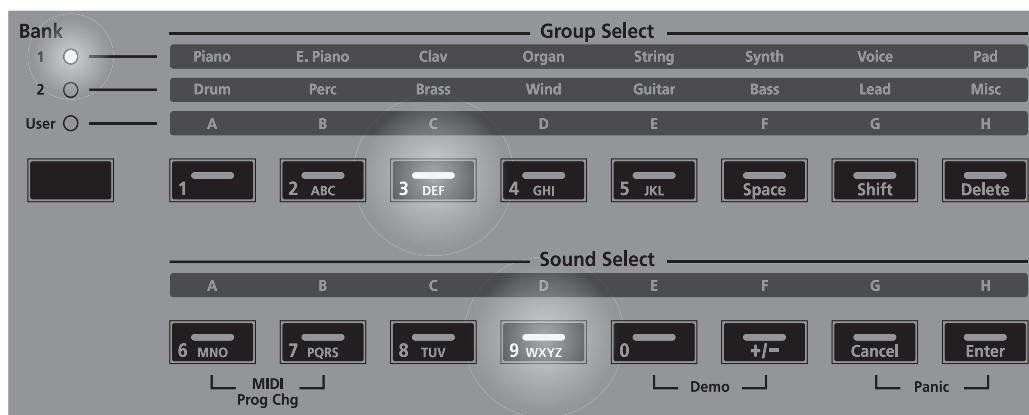 Bank Group Select
1 Piano E. Piano Clav Organ String Synth Voice Pad
2 Drum Perc Brass Wind Guitar Bass Lead Misc
User A B C D E F G H
1 2 ABC 3 DEF 4 GHI 5 JKL Space Shift Delete
Sound Select
A B C D E F G H
6 MNO 7 PQRS 8 TUV 9 WXYZ 0 +/− Cancel Enter
MIDI Demo Panic
Prog Chg